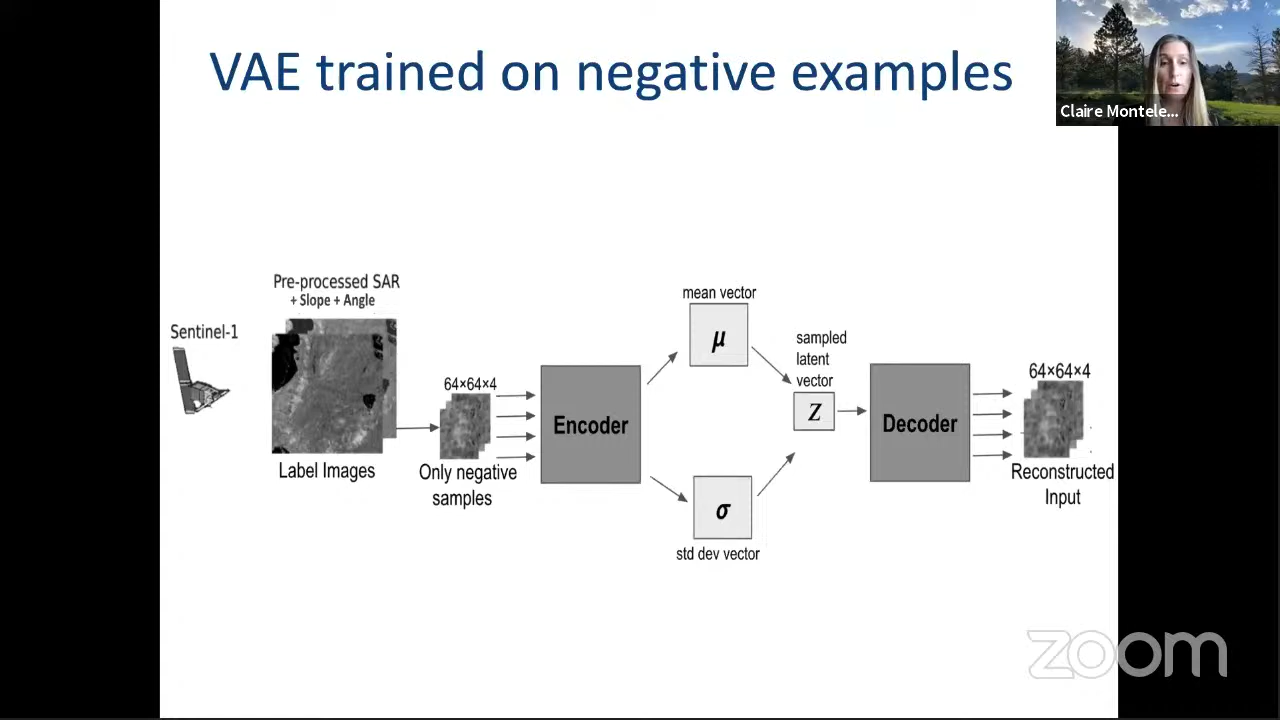 VAE trained on negative examples
Claire Montele...
Pre-processed SAR
+ Slope + Angle
Sentinel-1
Label Images
64×64×4
Only negative
samples
Encoder
mean vector
μ
σ
std dev vector
sampled
latent
vector
Z
Decoder
64×64×4
Reconstructed
Input
zoom